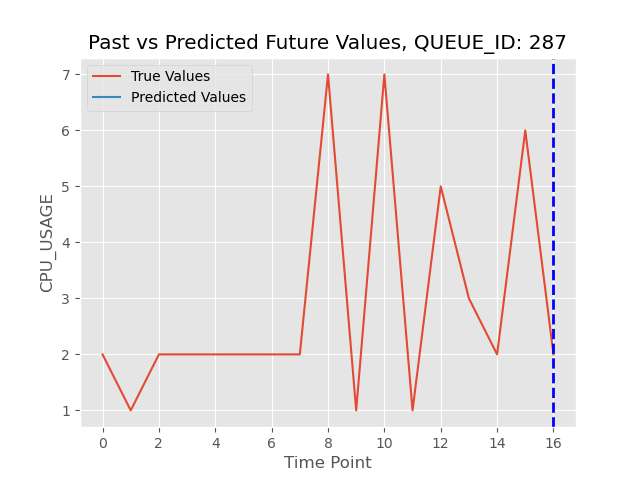 Past vs Predicted Future Values, QUEUE_ID: 287
True Values
Predicted Values
7
6
5
4
3
2
1
CPU_USAGE
0 2 4 6 8 10 12 14 16
Time Point